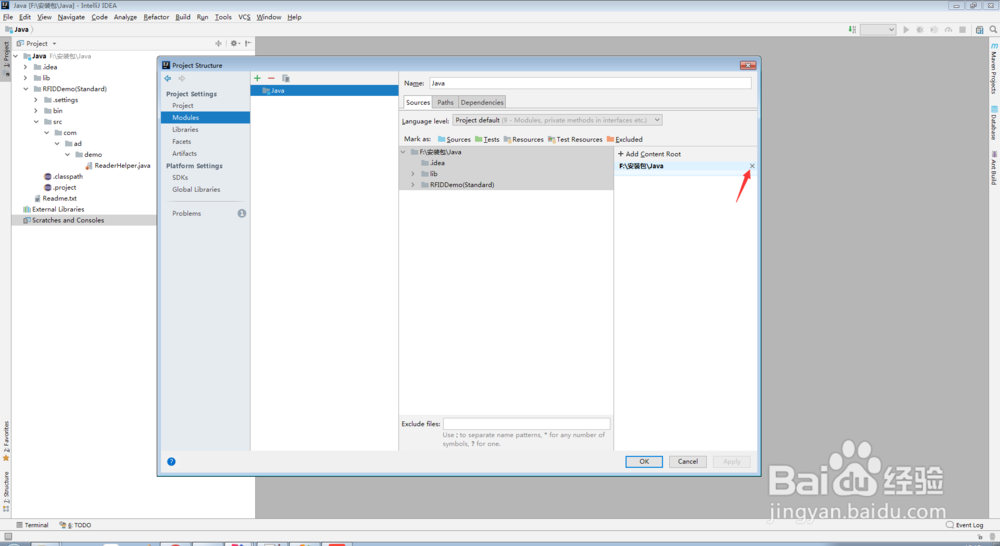 Java [F:\安装包\Java] - IntelliJ IDEA
File Edit View Navigate Code Analyze Refactor Build Run Tools VCS Window Help
Java
Project
Java F:\安装包\Java
.idea
lib
RFIDDemo(Standard)
.settings
bin
src
com
ad
demo
ReaderHelper.java
.classpath
.project
Readme.txt
External Libraries
Scratches and Consoles
1: Project
2: Favorites
Z: Structure
Project Structure
Project Settings
Project
Modules
Libraries
Facets
Artifacts
Platform Settings
SDKs
Global Libraries
Problems 1
Java
Name: Java
Sources Paths Dependencies
Language level: Project default (9 - Modules, private methods in interfaces etc.)
Mark as: Sources Tests Resources Test Resources Excluded
F:\安装包\Java
.idea
lib
RFIDDemo(Standard)
+ Add Content Root
F:\安装包\Java
Exclude files:
Use ; to separate name patterns, * for any number of
symbols, ? for one.
OK Cancel Apply
Maven Projects
Database
Ant Build
Terminal 6: TODO
Event Log
Baidu 经验
jingyan.baidu.com